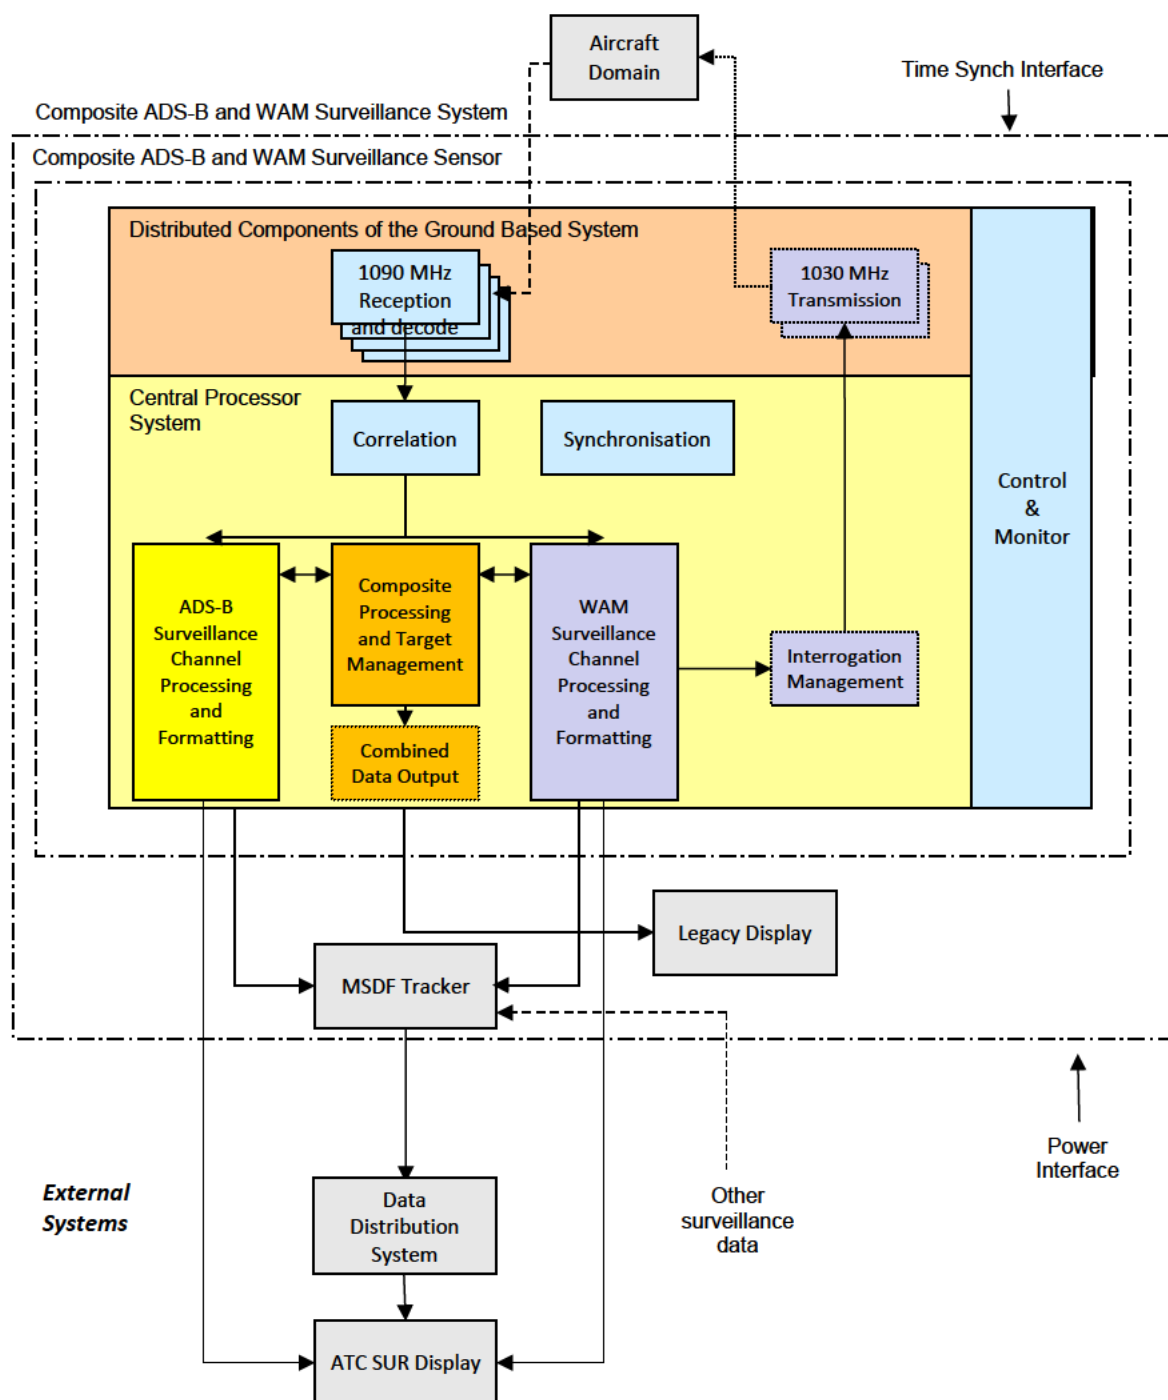 Aircraft
Domain
Time Synch Interface
Composite ADS-B and WAM Surveillance System
Composite ADS-B and WAM Surveillance Sensor
Distributed Components of the Ground Based System
1090 MHz
Reception
and decode
1030 MHz
Transmission
Central Processor
System
Correlation
Synchronisation
Control
&
Monitor
ADS-B
Surveillance
Channel
Processing
and
Formatting
Composite
Processing
and Target
Management
WAM
Surveillance
Channel
Processing
and
Formatting
Interrogation
Management
Combined
Data Output
Legacy Display
MSDF Tracker
Power
Interface
External
Systems
Data
Distribution
System
Other
surveillance
data
ATC SUR Display